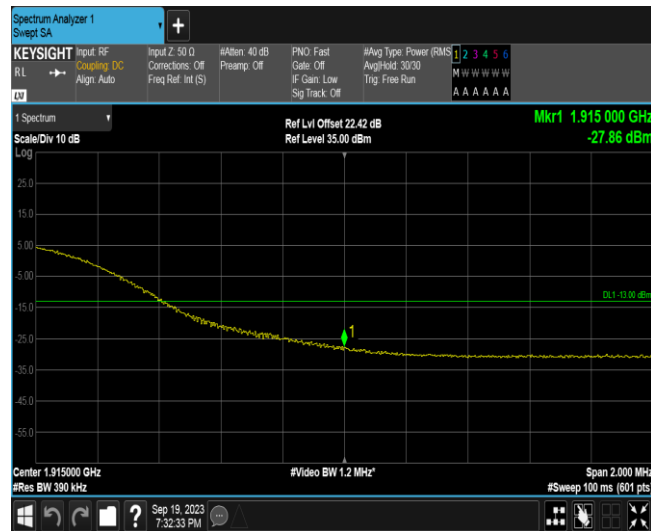 Spectrum Analyzer 1
Swept SA
KEYSIGHT
RL
LXI
Input: RF
Coupling: DC
Align: Auto
Input Z: 50 Ω
Corrections: Off
Freq Ref: Int (S)
#Atten: 40 dB
Preamp: Off
PNO: Fast
Gate: Off
IF Gain: Low
Sig Track: Off
#Avg Type: Power (RMS
Avg|Hold: 30/30
Trig: Free Run
1 2 3 4 5 6
M W W W W W
A A A A A A
1 Spectrum
Scale/Div 10 dB
Log
Ref Lvl Offset 22.42 dB
Ref Level 35.00 dBm
Mkr1 1.915 000 GHz
-27.86 dBm
25.0
15.0
5.00
-5.00
DL1 -13.00 dBm
-15.0
1
-25.0
-35.0
-45.0
-55.0
Center 1.915000 GHz
#Res BW 390 kHz
#Video BW 1.2 MHz*
Span 2.000 MHz
#Sweep 100 ms (601 pts)
?
Sep 19, 2023
7:32:33 PM